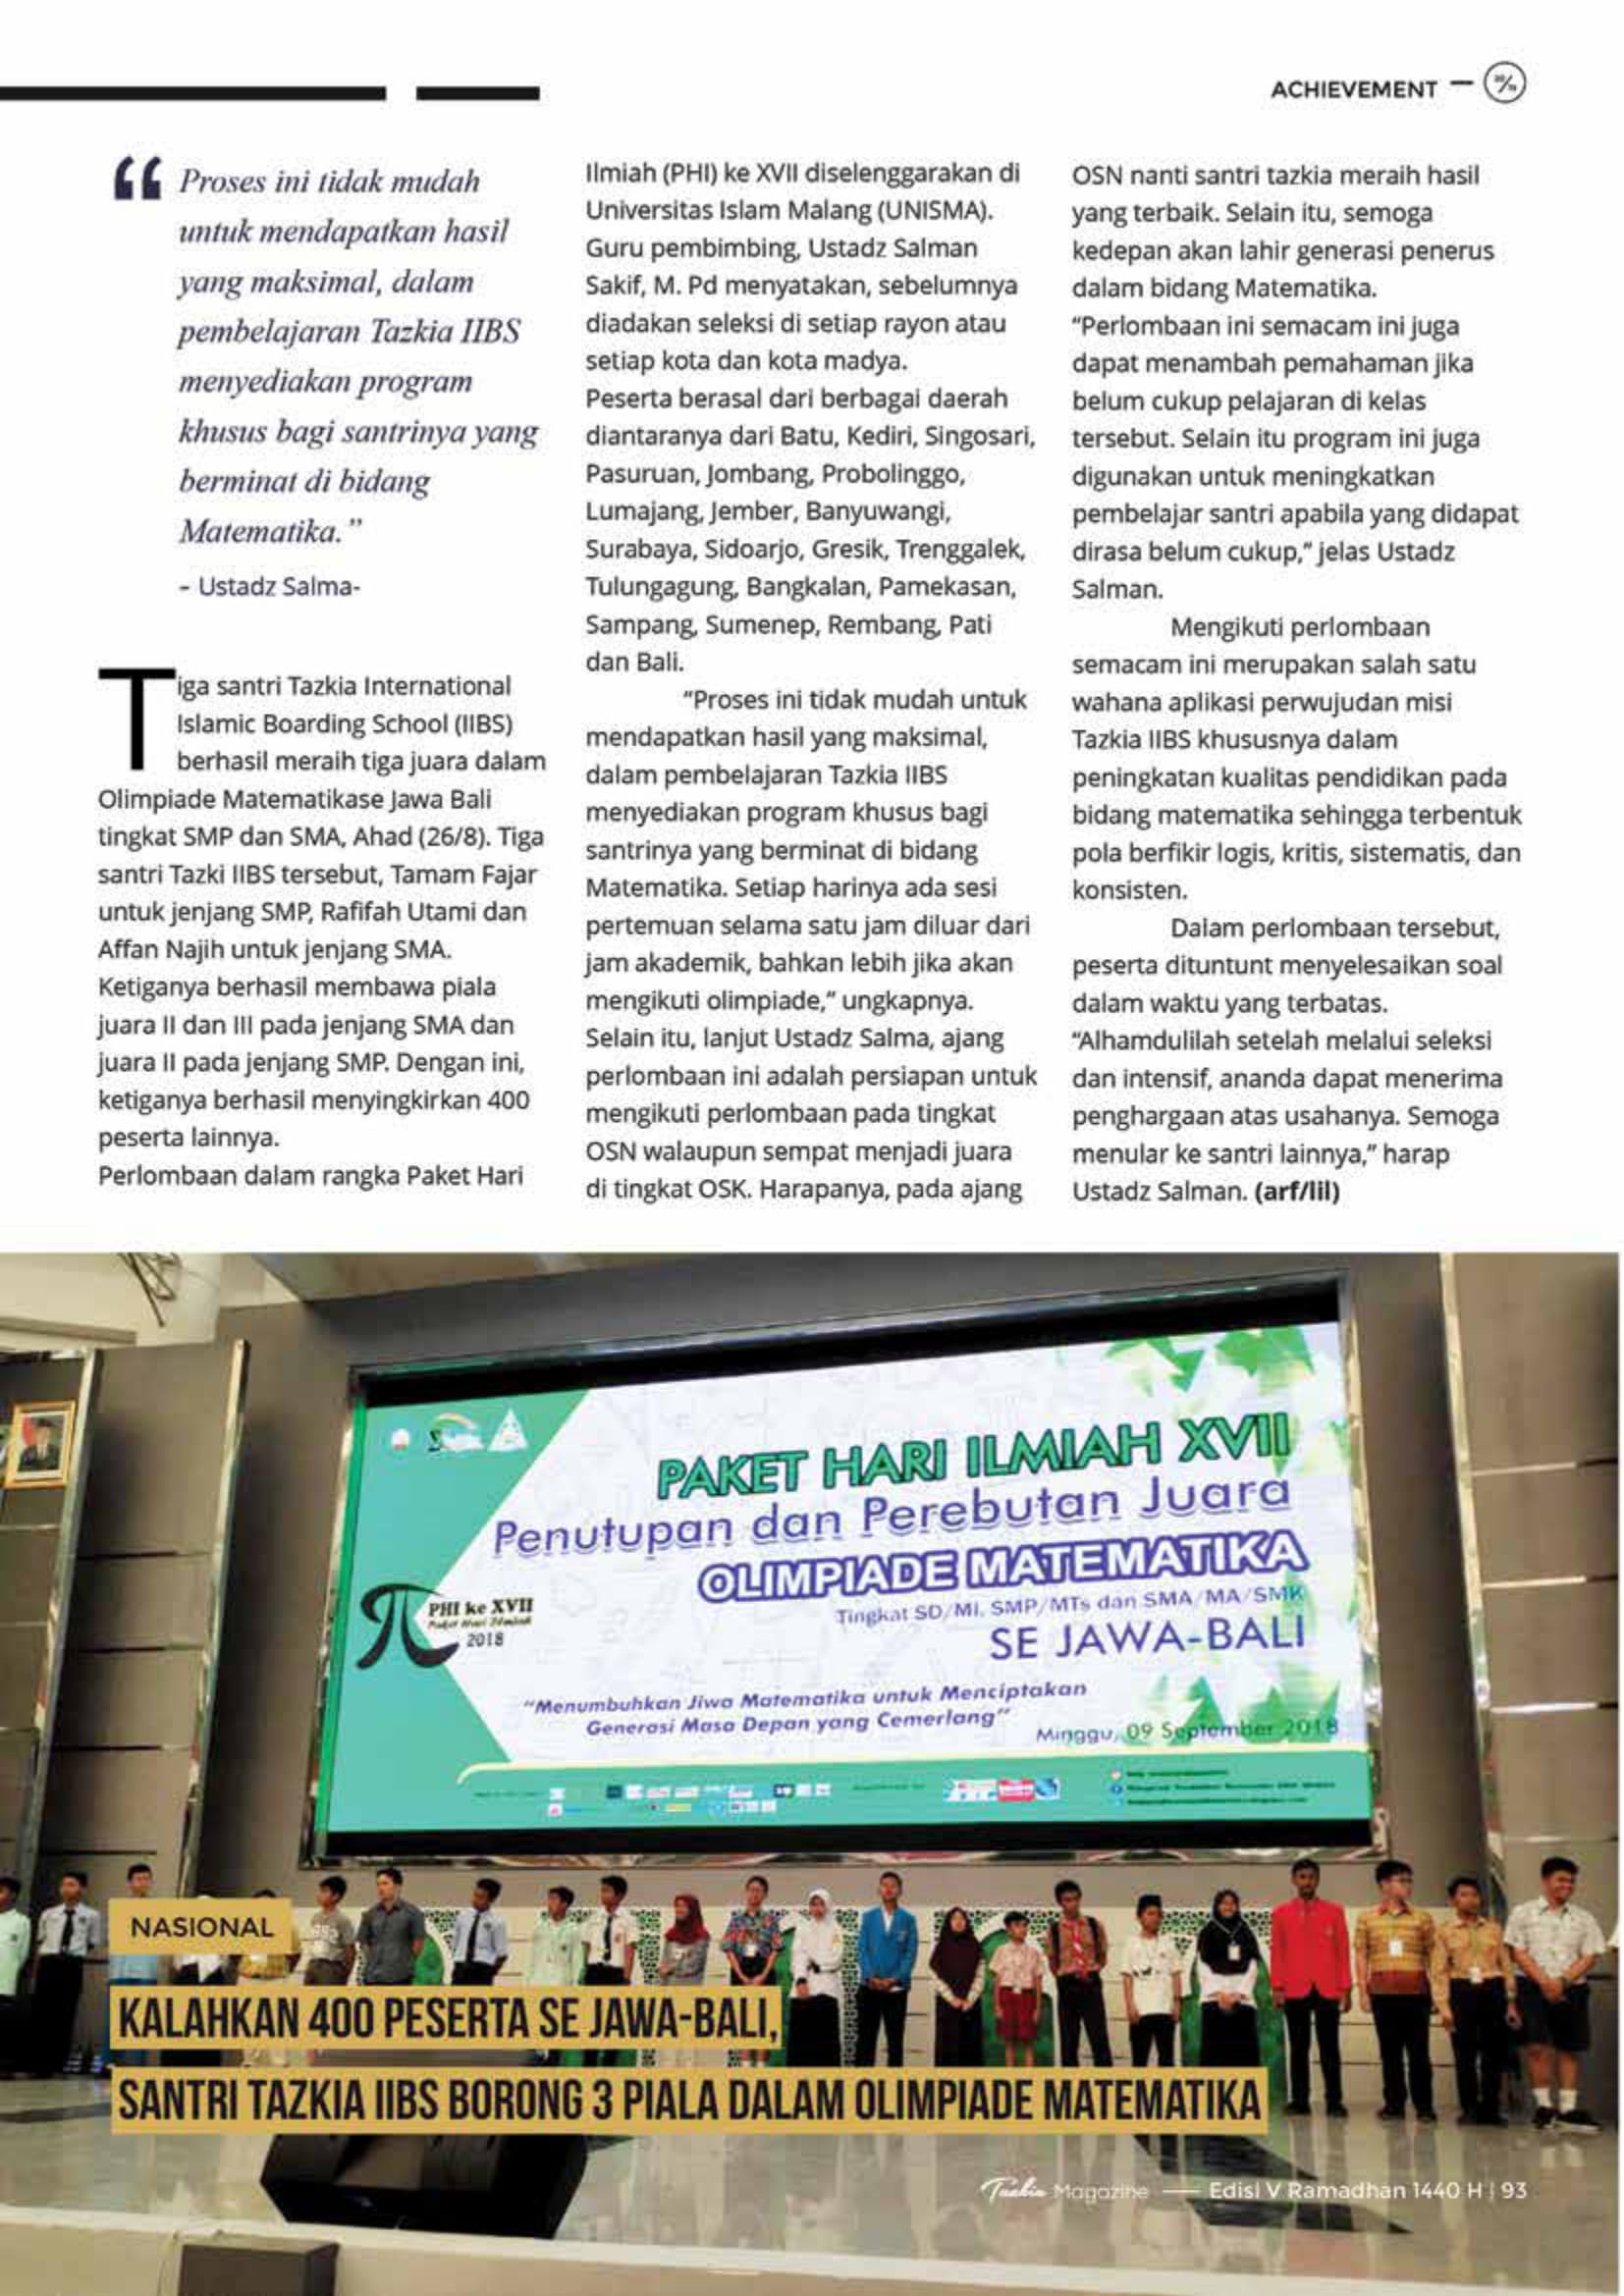 ACHIEVEMENT
“ Proses ini tidak mudah
untuk mendapatkan hasil
yang maksimal, dalam
pembelajaran Tazkia IIBS
menyediakan program
khusus bagi santrinya yang
berminat di bidang
Matematika.”
- Ustadz Salma-
Tiga santri Tazkia International
Islamic Boarding School (IIBS)
berhasil meraih tiga juara dalam
Olimpiade Matematikase Jawa Bali
tingkat SMP dan SMA, Ahad (26/8). Tiga
santri Tazki IIBS tersebut, Tamam Fajar
untuk jenjang SMP, Rafifah Utami dan
Affan Najih untuk jenjang SMA.
Ketiganya berhasil membawa piala
juara II dan III pada jenjang SMA dan
juara II pada jenjang SMP. Dengan ini,
ketiganya berhasil menyingkirkan 400
peserta lainnya.
Perlombaan dalam rangka Paket Hari
Ilmiah (PHI) ke XVII diselenggarakan di
Universitas Islam Malang (UNISMA).
Guru pembimbing, Ustadz Salman
Sakif, M. Pd menyatakan, sebelumnya
diadakan seleksi di setiap rayon atau
setiap kota dan kota madya.
Peserta berasal dari berbagai daerah
diantaranya dari Batu, Kediri, Singosari,
Pasuruan, Jombang, Probolinggo,
Lumajang, Jember, Banyuwangi,
Surabaya, Sidoarjo, Gresik, Trenggalek,
Tulungagung, Bangkalan, Pamekasan,
Sampang, Sumenep, Rembang, Pati
dan Bali.
“Proses ini tidak mudah untuk
mendapatkan hasil yang maksimal,
dalam pembelajaran Tazkia IIBS
menyediakan program khusus bagi
santrinya yang berminat di bidang
Matematika. Setiap harinya ada sesi
pertemuan selama satu jam diluar dari
jam akademik, bahkan lebih jika akan
mengikuti olimpiade,“ ungkapnya.
Selain itu, lanjut Ustadz Salma, ajang
perlombaan ini adalah persiapan untuk
mengikuti perlombaan pada tingkat
OSN walaupun sempat menjadi juara
di tingkat OSK. Harapanya, pada ajang
OSN nanti santri tazkia meraih hasil
yang terbaik. Selain itu, semoga
kedepan akan lahir generasi penerus
dalam bidang Matematika.
“Perlombaan ini semacam ini juga
dapat menambah pemahaman jika
belum cukup pelajaran di kelas
tersebut. Selain itu program ini juga
digunakan untuk meningkatkan
pembelajar santri apabila yang didapat
dirasa belum cukup,“ jelas Ustadz
Salman.
Mengikuti perlombaan
semacam ini merupakan salah satu
wahana aplikasi perwujudan misi
Tazkia IIBS khususnya dalam
peningkatan kualitas pendidikan pada
bidang matematika sehingga terbentuk
pola berfikir logis, kritis, sistematis, dan
konsisten.
Dalam perlombaan tersebut,
peserta dituntunt menyelesaikan soal
dalam waktu yang terbatas.
“Alhamdulilah setelah melalui seleksi
dan intensif, ananda dapat menerima
penghargaan atas usahanya. Semoga
menular ke santri lainnya,“ harap
Ustadz Salman. (arf/lil)
PAKET HARI ILMIAH XVII
Penutupan dan Perebutan Juara
OLIMPIADE MATEMATIKA
Tingkat SD/MI, SMP/MTs dan SMA/MA/SMK
SE JAWA-BALI
PHI ke XVII
Paket Hari Ilmiah
2018
“Menumbuhkan Jiwa Matematika untuk Menciptakan
Generasi Masa Depan yang Cemerlang”
Minggu, 09 September 2018
NASIONAL
KALAHKAN 400 PESERTA SE JAWA-BALI,
SANTRI TAZKIA IIBS BORONG 3 PIALA DALAM OLIMPIADE MATEMATIKA
Tazkia Magazine — Edisi V Ramadhan 1440 H | 93